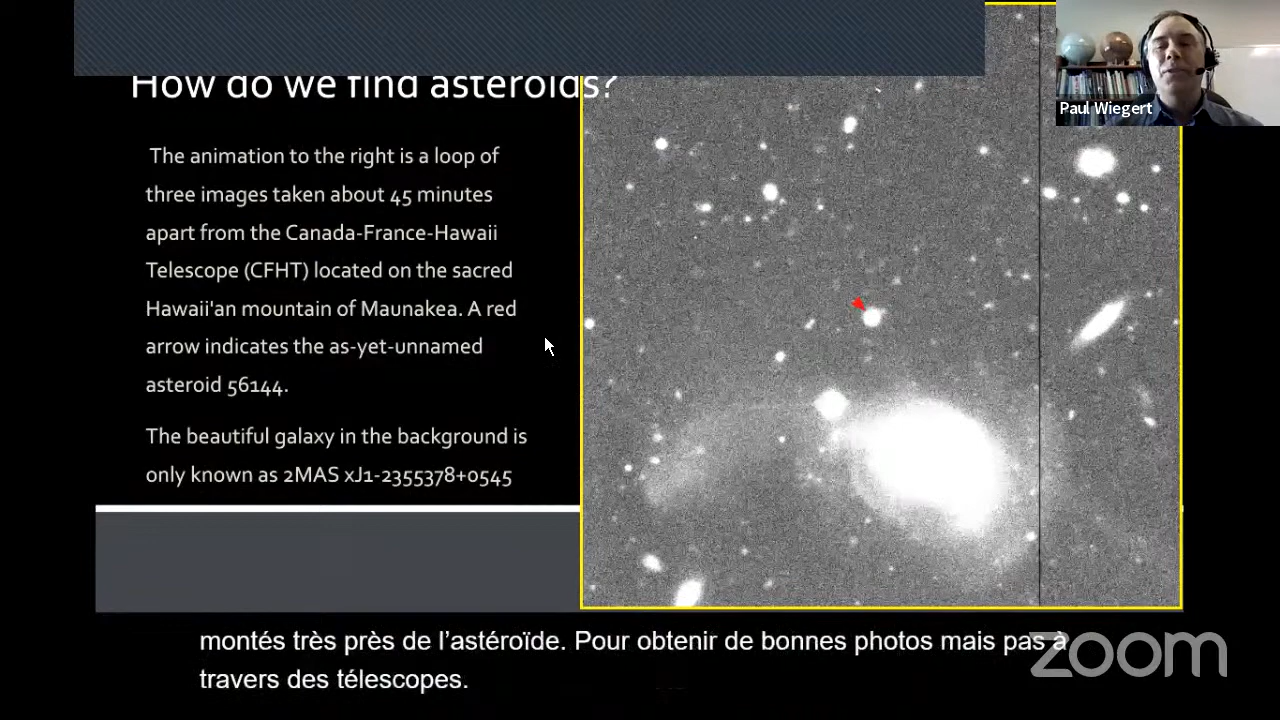 How do we find asteroids?
Paul Wiegert
The animation to the right is a loop of
three images taken about 45 minutes
apart from the Canada-France-Hawaii
Telescope (CFHT) located on the sacred
Hawaii'an mountain of Maunakea. A red
arrow indicates the as-yet-unnamed
asteroid 56144.
The beautiful galaxy in the background is
only known as 2MAS xJ1-2355378+0545
montés très près de l’astéroïde. Pour obtenir de bonnes photos mais pas à
travers des télescopes.
zoom